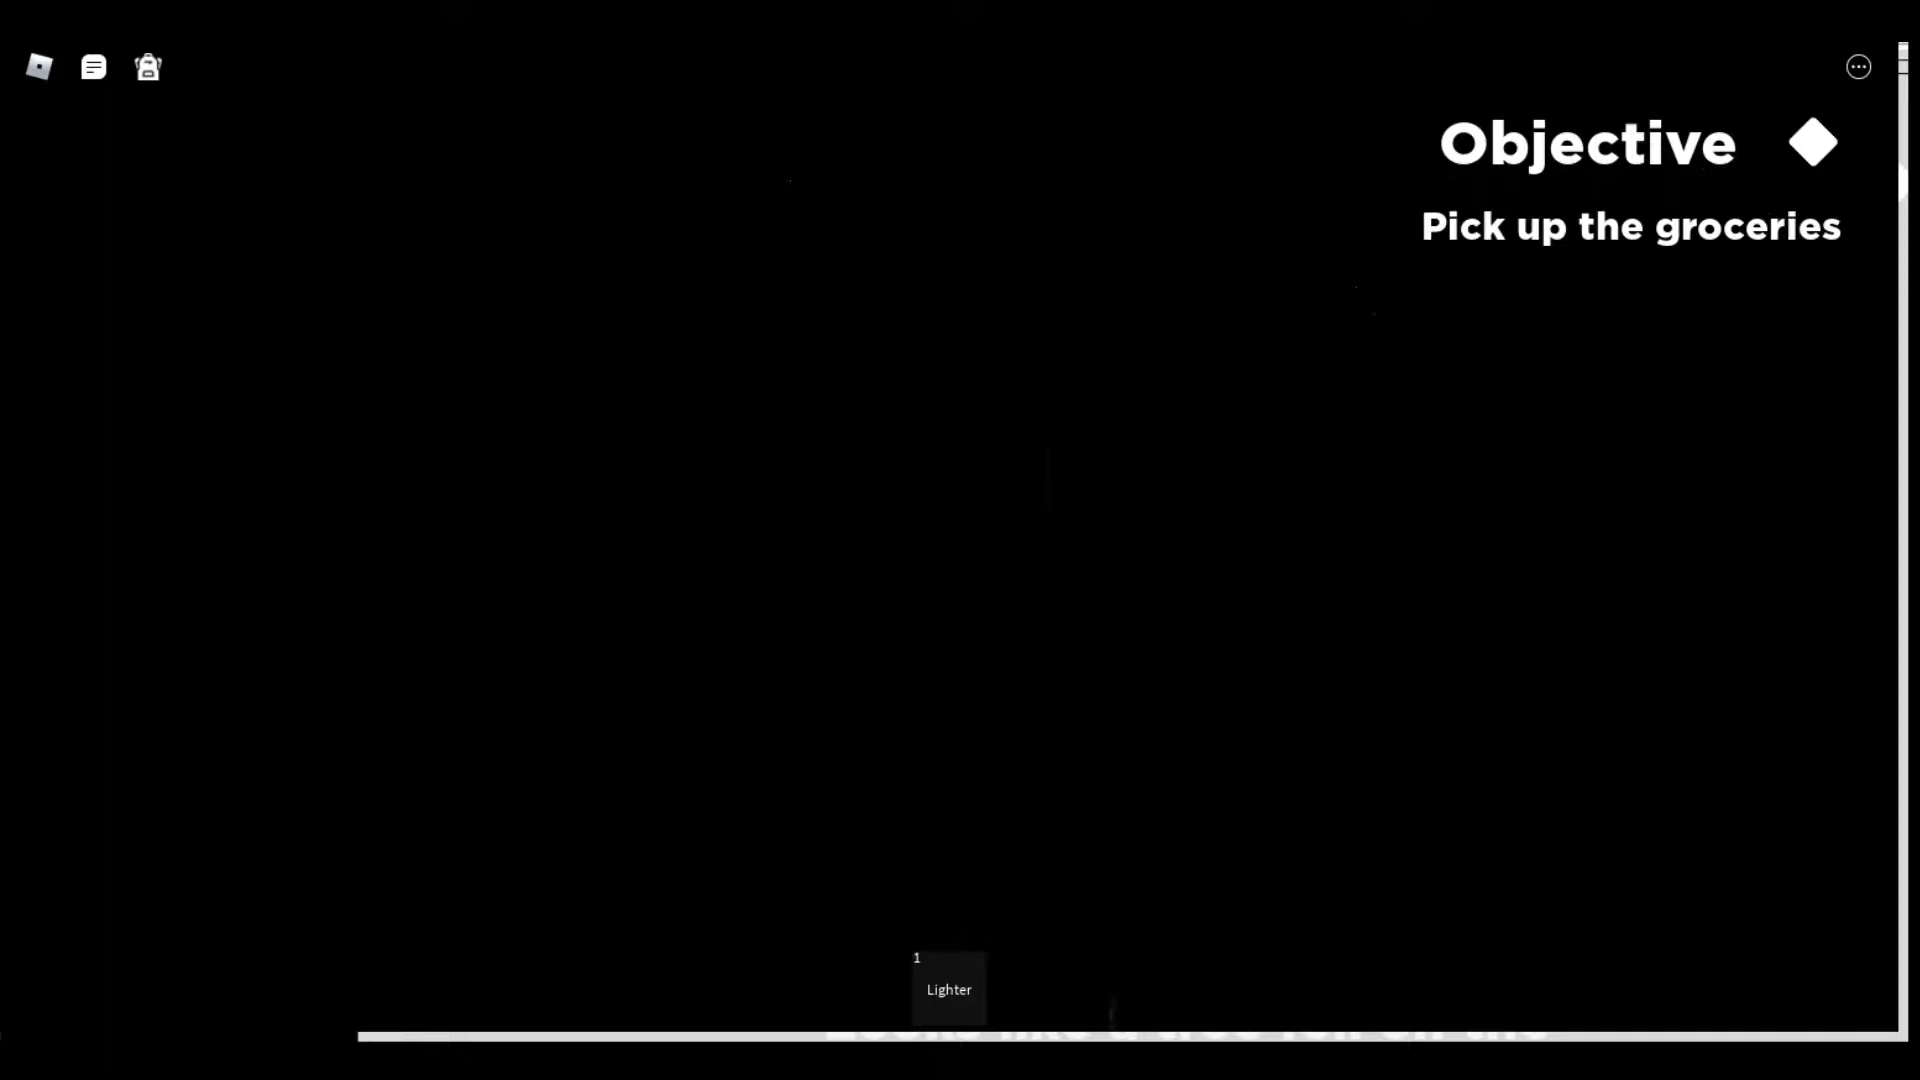 Objective
Pick up the groceries
1
Lighter